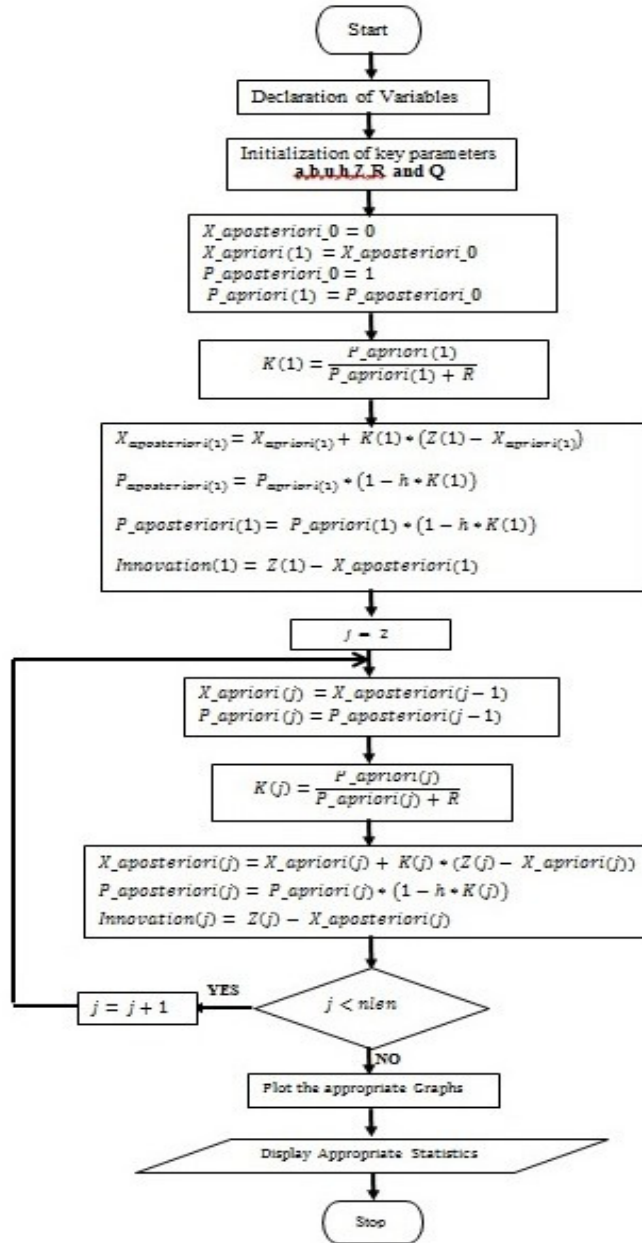 Start
Declaration of Variables
Initialization of key parameters
a,b,u,h,Z,R and Q
X_aposteriori_0 = 0
X_apriori(1) = X_aposteriori_0
P_aposteriori_0 = 1
P_apriori(1) = P_aposteriori_0
K(1) = P_apriori(1) / P_apriori(1) + R
X_aposteriori(1) = X_apriori(1) + K(1) * {Z(1) − X_apriori(1)}
P_aposteriori(1) = P_apriori(1) * {1 − h * K(1)}
P_aposteriori(1) = P_apriori(1) * {1 − h * K(1)}
Innovation(1) = Z(1) − X_aposteriori(1)
j = 2
X_apriori(j) = X_aposteriori(j − 1)
P_apriori(j) = P_aposteriori(j − 1)
K(j) = P_apriori(j) / P_apriori(j) + R
X_aposteriori(j) = X_apriori(j) + K(j) * (Z(j) − X_apriori(j))
P_aposteriori(j) = P_apriori(j) * {1 − h * K(j)}
Innovation(j) = Z(j) − X_aposteriori(j)
YES
j = j + 1
j < nlen
NO
Plot the appropriate Graphs
Display Appropriate Statistics
Stop